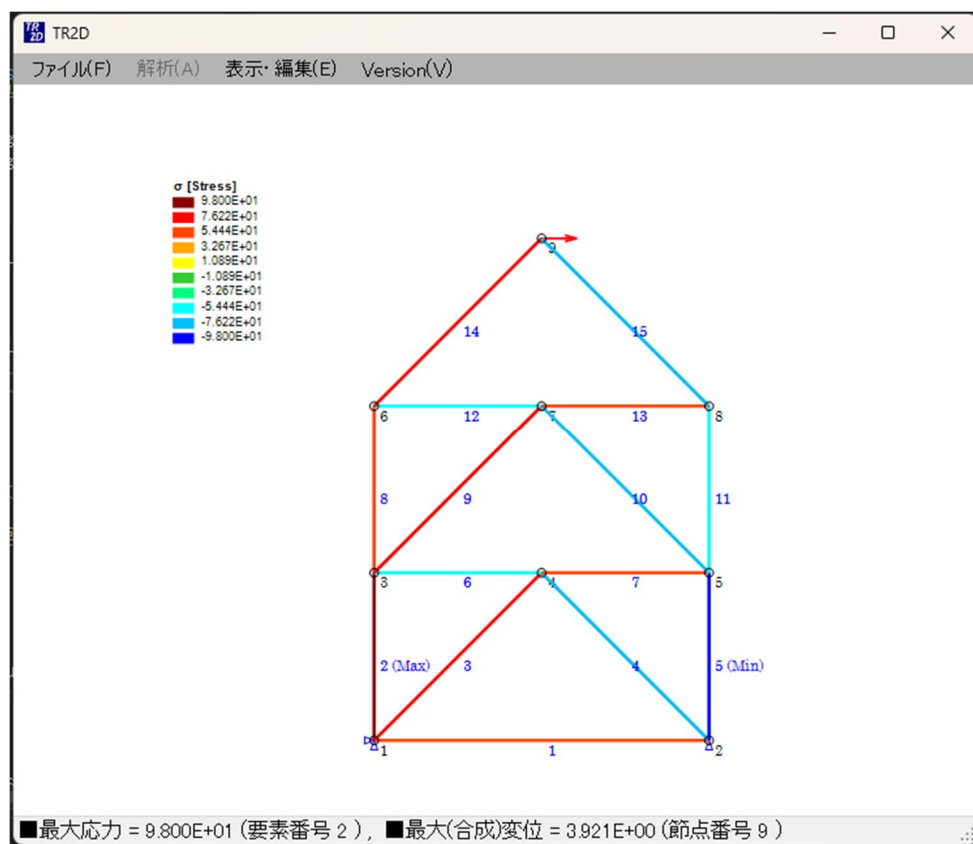 TR2D
TR2D
ファイル(F) 解析(A) 表示・編集(E) Version(V)
σ [Stress]
9.800E+01
7.622E+01
5.444E+01
3.267E+01
1.089E+01
-1.089E+01
-3.267E+01
-5.444E+01
-7.622E+01
-9.800E+01
9
14 15
6 12 7 13 8
8 9 10 11
3 6 4 7 5
2 (Max) 3 4 5 (Min)
1 1 2
■最大応力 = 9.800E+01 (要素番号 2 ) , ■最大(合成)変位 = 3.921E+00 (節点番号 9 )